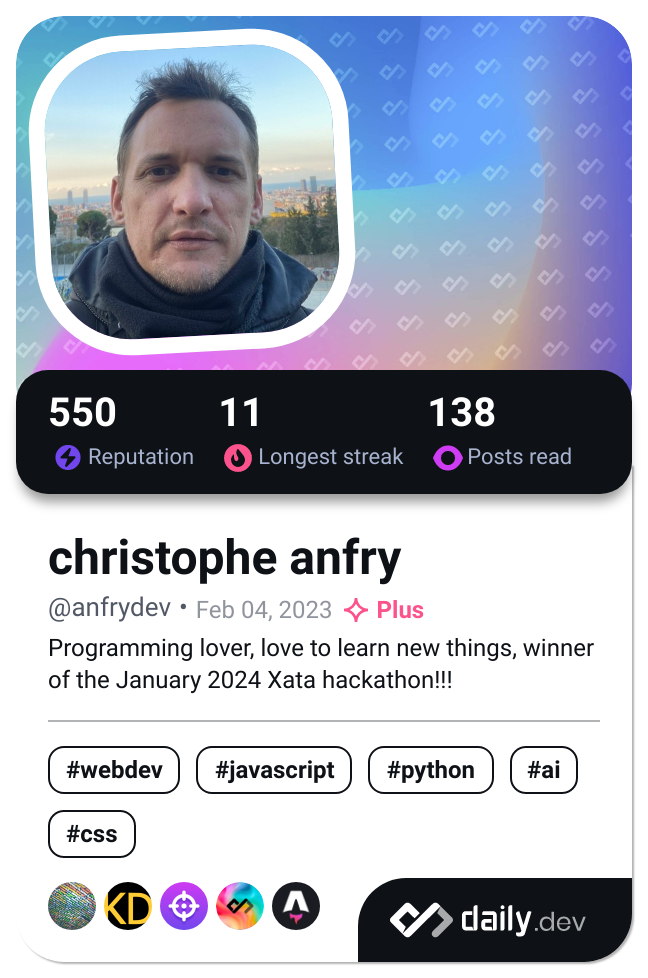 550 11 138
Reputation Longest streak Posts read
christophe anfry
@anfrydev • Feb 04, 2023 Plus
Programming lover, love to learn new things, winner
of the January 2024 Xata hackathon!!!
#webdev #javascript #python #ai
#css
KD
daily.dev